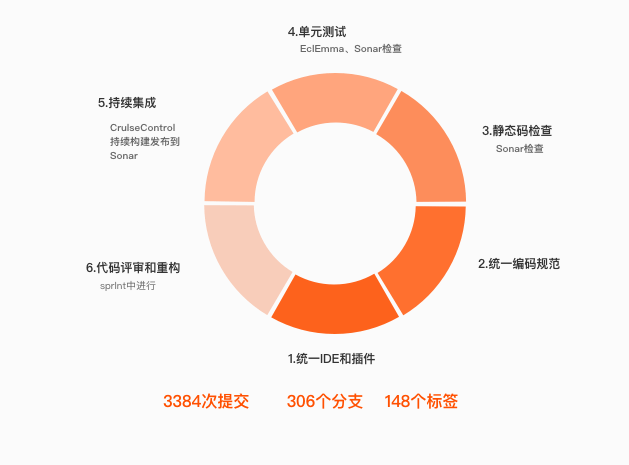 4.单元测试
EclEmma、Sonar检查
5.持续集成
CruiseControl
持续构建发布到
Sonar
3.静态码检查
Sonar检查
6.代码评审和重构
sprint中进行
2.统一编码规范
1.统一IDE和插件
3384次提交 306个分支 148个标签